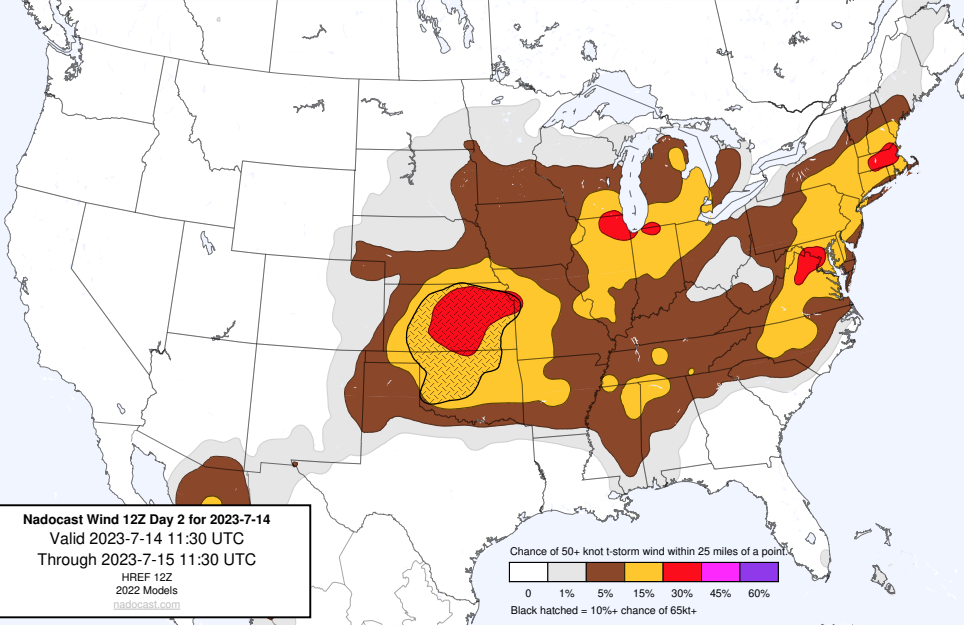 Nadocast Wind 12Z Day 2 for 2023-7-14
Valid 2023-7-14 11:30 UTC
Through 2023-7-15 11:30 UTC
HREF 12Z
2022 Models
nadocast.com
Chance of 50+ knot t-storm wind within 25 miles of a point.
0 1% 5% 15% 30% 45% 60%
Black hatched = 10%+ chance of 65kt+